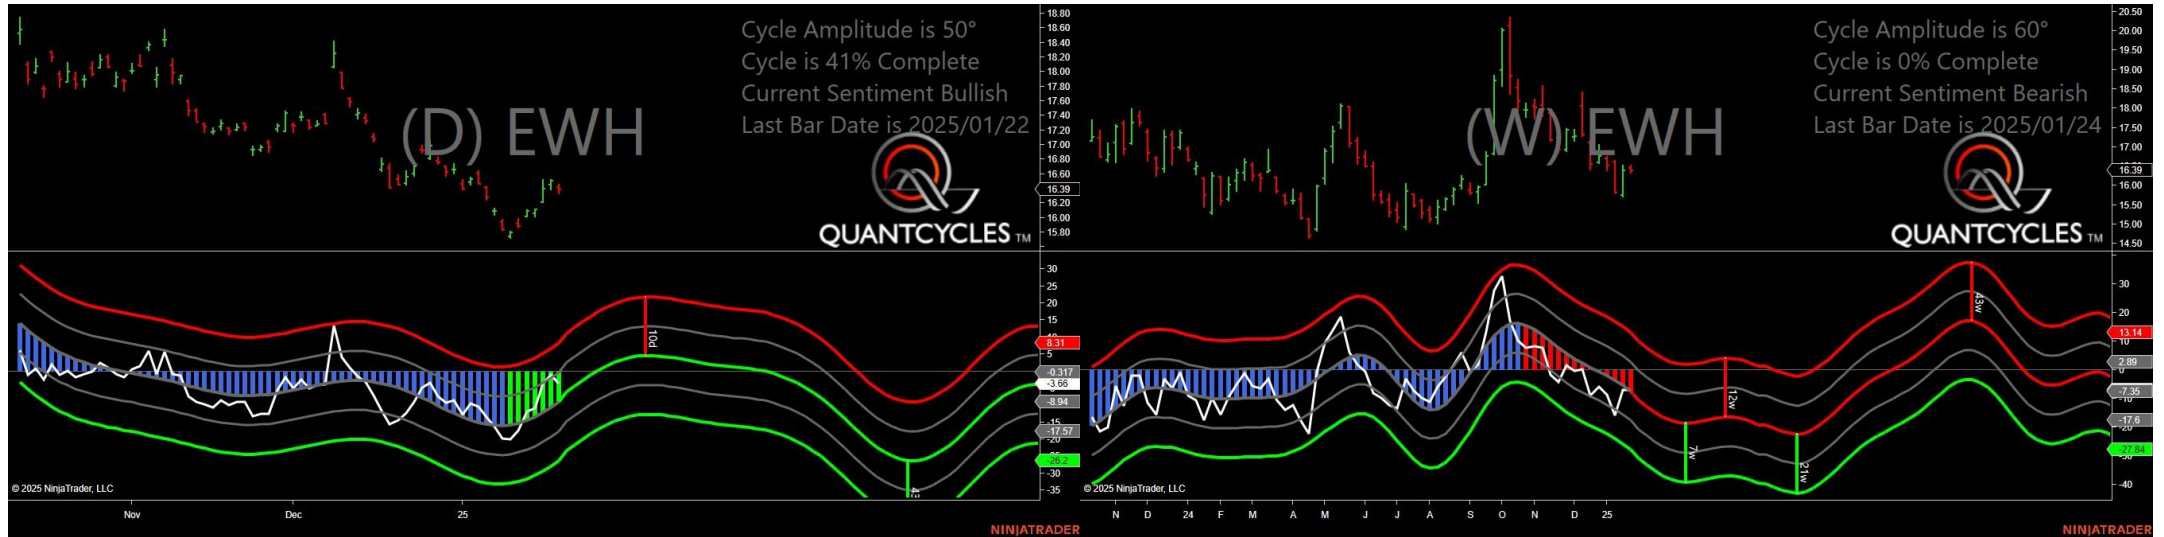 Cycle Amplitude is 50°
Cycle is 41% Complete
Current Sentiment Bullish
Last Bar Date is 2025/01/22
(D) EWH
QUANTCYCLES TM
18.80
18.60
18.40
18.20
18.00
17.80
17.60
17.40
17.20
17.00
16.80
16.60
16.39
16.20
16.00
15.80
30
25
20
15
8.31
5
-0.317
-3.66
-8.94
-15
-17.57
-20
-26.2
-30
-35
10d
43
© 2025 NinjaTrader, LLC
Nov
Dec
25
NINJATRADER
Cycle Amplitude is 60°
Cycle is 0% Complete
Current Sentiment Bearish
Last Bar Date is 2025/01/24
(W) EWH
QUANTCYCLES TM
20.50
20.00
19.50
19.00
18.50
18.00
17.50
17.00
16.39
16.00
15.50
15.00
14.50
30
20
13.14
10
2.89
0
-7.35
-10
-17.6
-27.84
-40
43w
12w
7w
21w
© 2025 NinjaTrader, LLC
N D 24 F M A M J J A S O N D 25
NINJATRADER